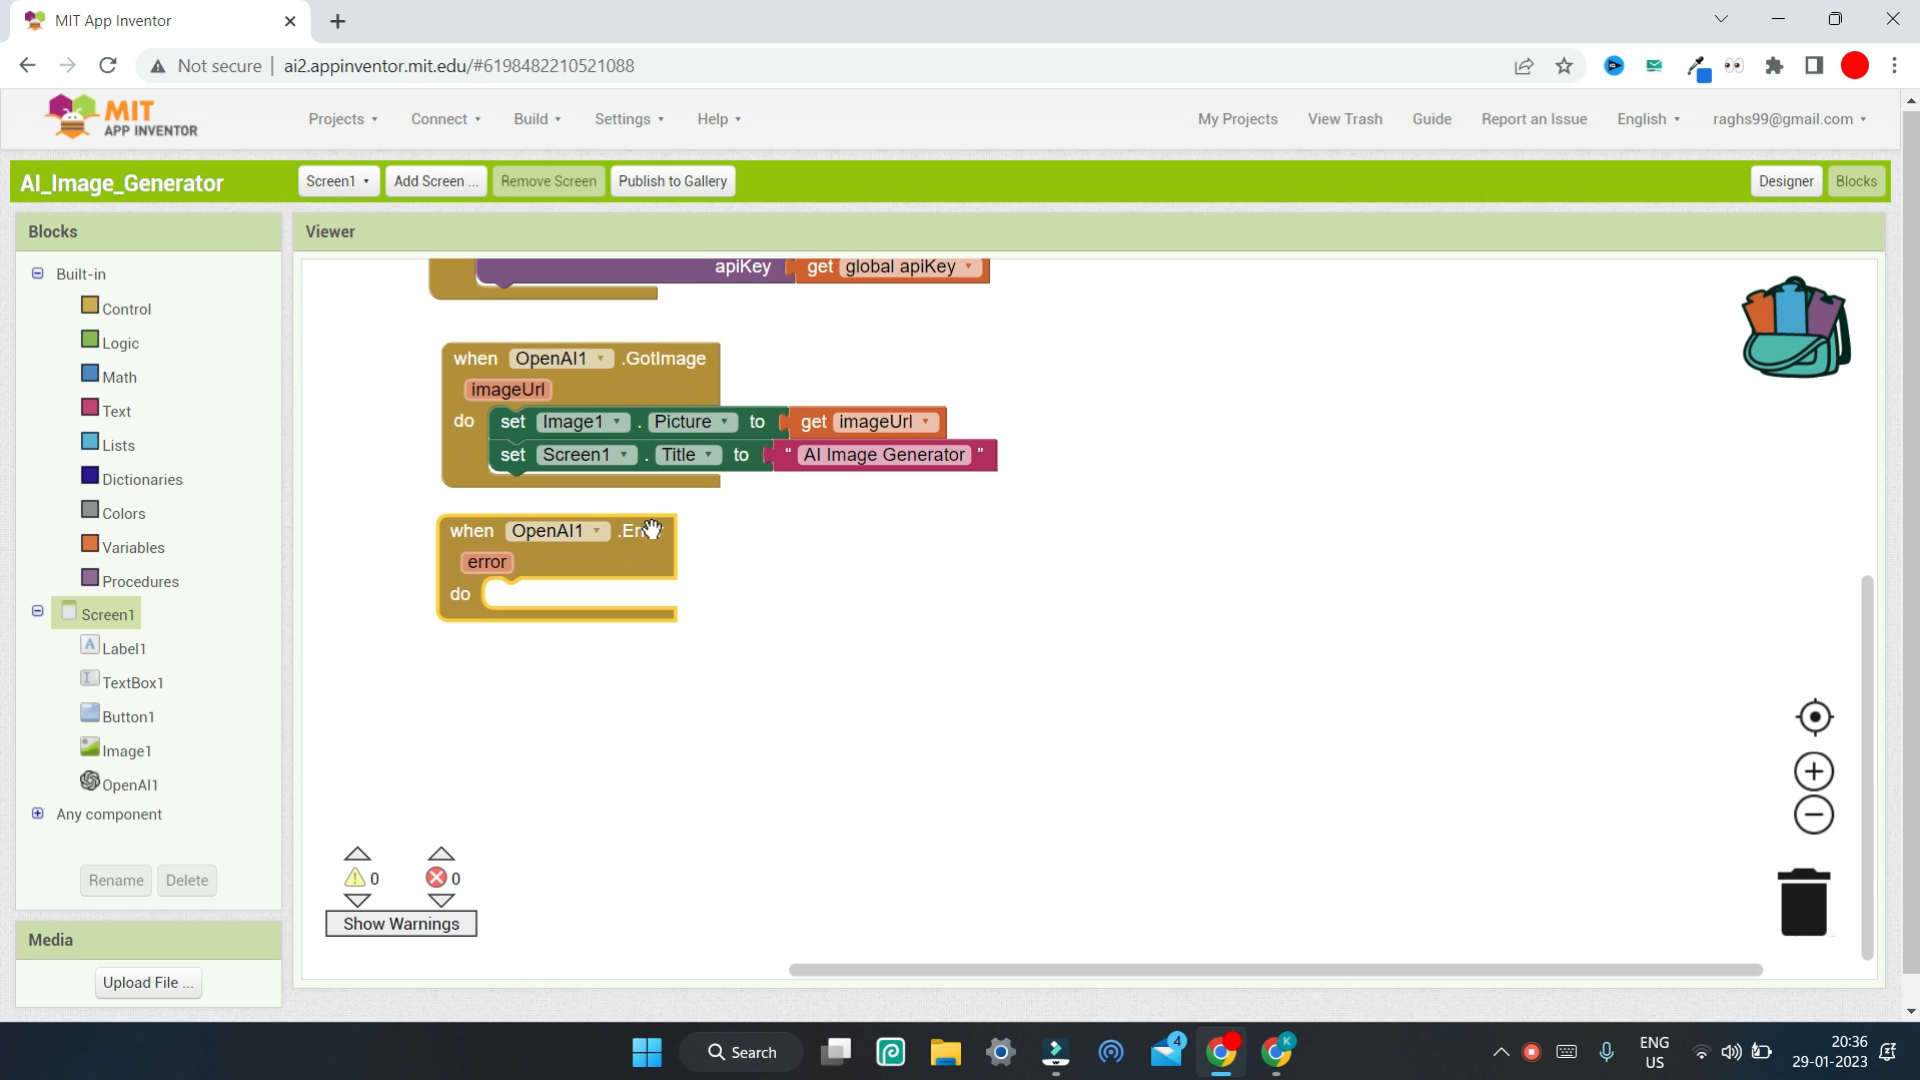 MIT App Inventor
Not secure | ai2.appinventor.mit.edu/#6198482210521088
MIT
APP INVENTOR
Projects Connect Build Settings Help My Projects View Trash Guide Report an Issue English raghs99@gmail.com
AI_Image_Generator Screen1 Add Screen ... Remove Screen Publish to Gallery Designer Blocks
Blocks
Viewer
Built-in
Control
Logic
Math
Text
Lists
Dictionaries
Colors
Variables
Procedures
Screen1
Label1
TextBox1
Button1
Image1
OpenAI1
Any component
Rename Delete
Media
Upload File ...
apiKey get global apiKey
when OpenAI1 .GotImage
imageUrl
do set Image1 . Picture to get imageUrl
set Screen1 . Title to " AI Image Generator "
when OpenAI1
error
do
0 0
Show Warnings
Search
4
K
ENG
US
20:36
29-01-2023